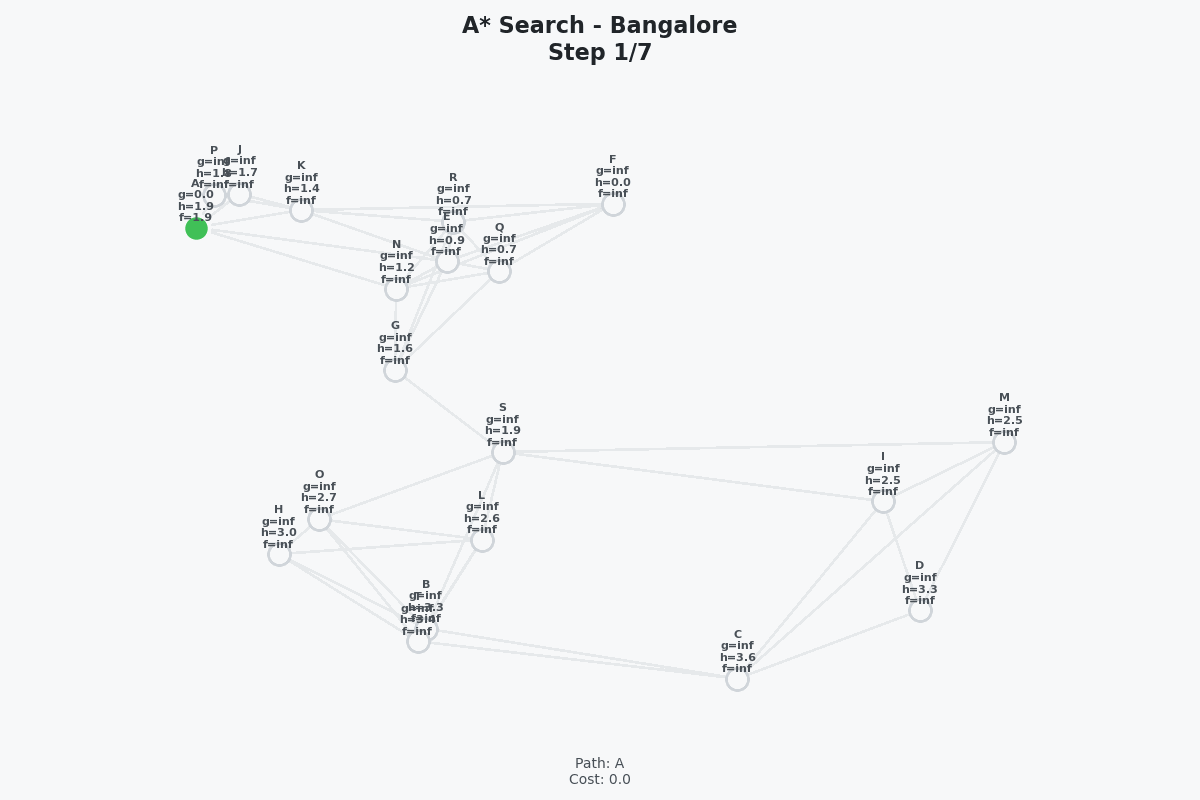 A* Search - Bangalore
Step 1/7
P
g=inf
f=inf
J
g=inf
h=1.7
f=inf
A
g=0.0
h=1.9
f=1.9
K
g=inf
h=1.4
f=inf
R
g=inf
h=0.7
f=inf
F
g=inf
h=0.0
f=inf
E
g=inf
h=0.9
f=inf
Q
g=inf
h=0.7
f=inf
N
g=inf
h=1.2
f=inf
G
g=inf
h=1.6
f=inf
S
g=inf
h=1.9
f=inf
M
g=inf
h=2.5
f=inf
I
g=inf
h=2.5
f=inf
O
g=inf
h=2.7
f=inf
L
g=inf
h=2.6
f=inf
H
g=inf
h=3.0
f=inf
B
g=inf
h=3.3
f=inf
g=inf
f=inf
D
g=inf
h=3.3
f=inf
C
g=inf
h=3.6
f=inf
Path: A
Cost: 0.0